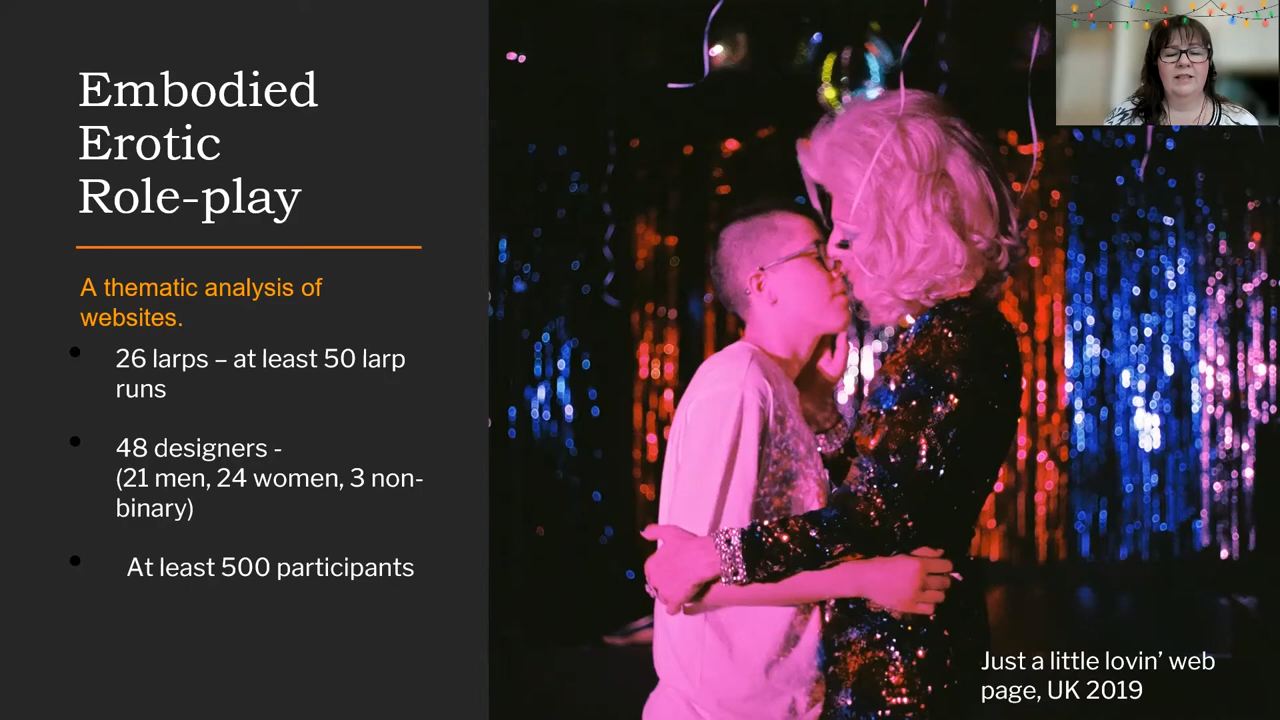 Embodied
Erotic
Role-play
A thematic analysis of
websites.
26 larps – at least 50 larp
runs
48 designers -
(21 men, 24 women, 3 non-
binary)
At least 500 participants
Just a little lovin’ web
page, UK 2019